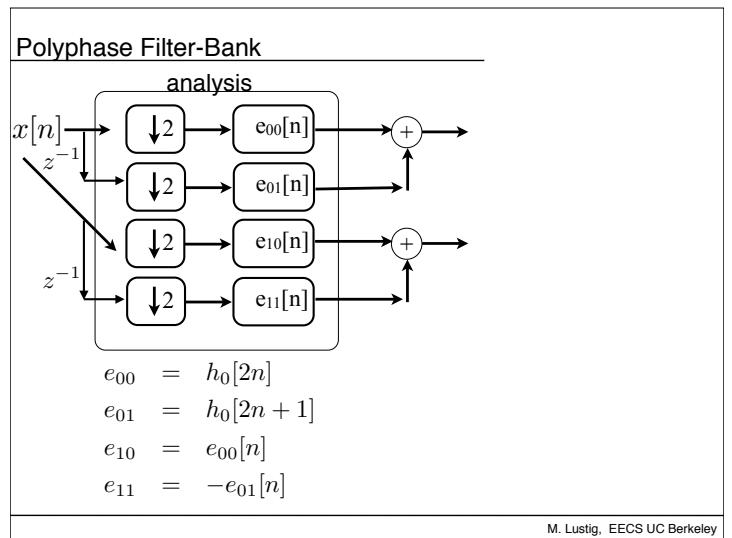 Polyphase Filter-Bank
analysis
x[n] ↓2 e₀₀[n] +
z⁻¹
↓2 e₀₁[n]
↓2 e₁₀[n] +
z⁻¹
↓2 e₁₁[n]
e₀₀ = h₀[2n]
e₀₁ = h₀[2n + 1]
e₁₀ = e₀₀[n]
e₁₁ = −e₀₁[n]
M. Lustig, EECS UC Berkeley